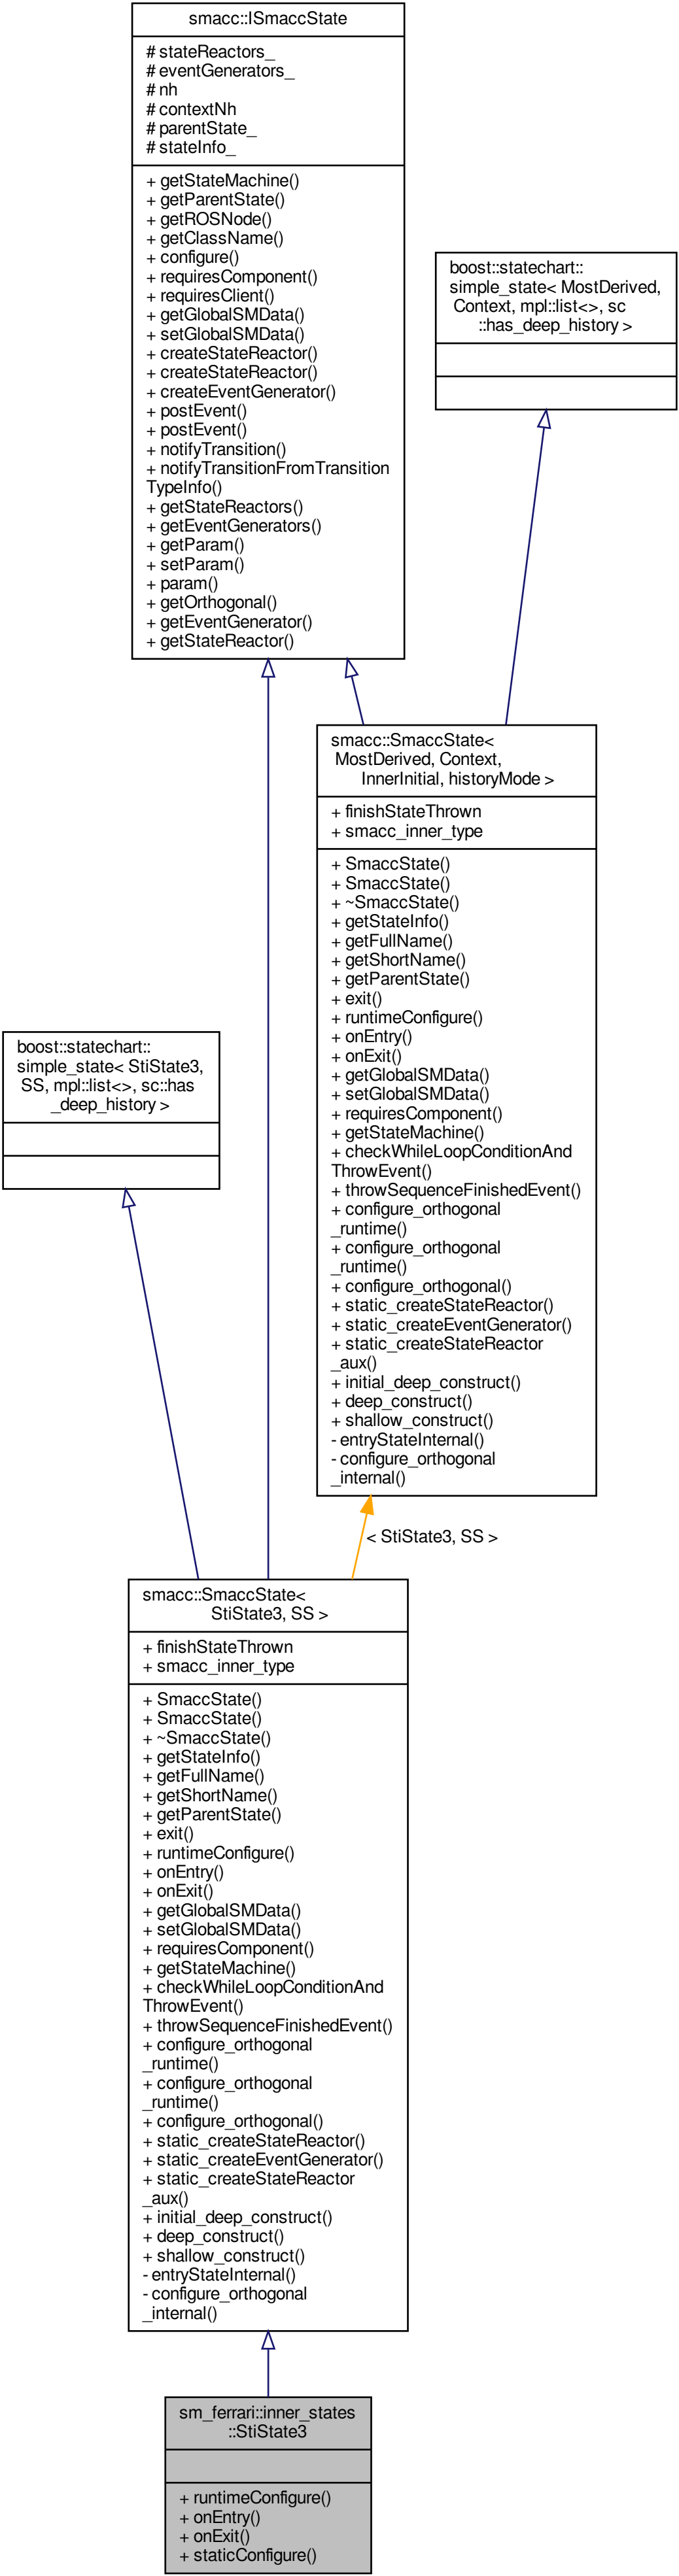 smacc::ISmaccState
# stateReactors_
# eventGenerators_
# nh
# contextNh
# parentState_
# stateInfo_
+ getStateMachine()
+ getParentState()
+ getROSNode()
+ getClassName()
+ configure()
+ requiresComponent()
+ requiresClient()
+ getGlobalSMData()
+ setGlobalSMData()
+ createStateReactor()
+ createStateReactor()
+ createEventGenerator()
+ postEvent()
+ postEvent()
+ notifyTransition()
+ notifyTransitionFromTransition
TypeInfo()
+ getStateReactors()
+ getEventGenerators()
+ getParam()
+ setParam()
+ param()
+ getOrthogonal()
+ getEventGenerator()
+ getStateReactor()
boost::statechart::
simple_state< MostDerived,
Context, mpl::list<>, sc
::has_deep_history >
smacc::SmaccState<
MostDerived, Context,
InnerInitial, historyMode >
+ finishStateThrown
+ smacc_inner_type
+ SmaccState()
+ SmaccState()
+ ~SmaccState()
+ getStateInfo()
+ getFullName()
+ getShortName()
+ getParentState()
+ exit()
+ runtimeConfigure()
+ onEntry()
+ onExit()
+ getGlobalSMData()
+ setGlobalSMData()
+ requiresComponent()
+ getStateMachine()
+ checkWhileLoopConditionAnd
ThrowEvent()
+ throwSequenceFinishedEvent()
+ configure_orthogonal
_runtime()
+ configure_orthogonal
_runtime()
+ configure_orthogonal()
+ static_createStateReactor()
+ static_createEventGenerator()
+ static_createStateReactor
_aux()
+ initial_deep_construct()
+ deep_construct()
+ shallow_construct()
- entryStateInternal()
- configure_orthogonal
_internal()
boost::statechart::
simple_state< StiState3,
SS, mpl::list<>, sc::has
_deep_history >
< StiState3, SS >
smacc::SmaccState<
StiState3, SS >
+ finishStateThrown
+ smacc_inner_type
+ SmaccState()
+ SmaccState()
+ ~SmaccState()
+ getStateInfo()
+ getFullName()
+ getShortName()
+ getParentState()
+ exit()
+ runtimeConfigure()
+ onEntry()
+ onExit()
+ getGlobalSMData()
+ setGlobalSMData()
+ requiresComponent()
+ getStateMachine()
+ checkWhileLoopConditionAnd
ThrowEvent()
+ throwSequenceFinishedEvent()
+ configure_orthogonal
_runtime()
+ configure_orthogonal
_runtime()
+ configure_orthogonal()
+ static_createStateReactor()
+ static_createEventGenerator()
+ static_createStateReactor
_aux()
+ initial_deep_construct()
+ deep_construct()
+ shallow_construct()
- entryStateInternal()
- configure_orthogonal
_internal()
sm_ferrari::inner_states
::StiState3
+ runtimeConfigure()
+ onEntry()
+ onExit()
+ staticConfigure()